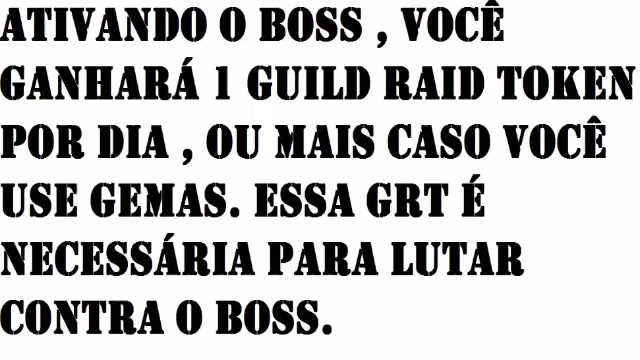 ATIVANDO O BOSS , VOCÊ
GANHARÁ 1 GUILD RAID TOKEN
POR DIA , OU MAIS CASO VOCÊ
USE GEMAS. ESSA GRT É
NECESSÁRIA PARA LUTAR
CONTRA O BOSS.